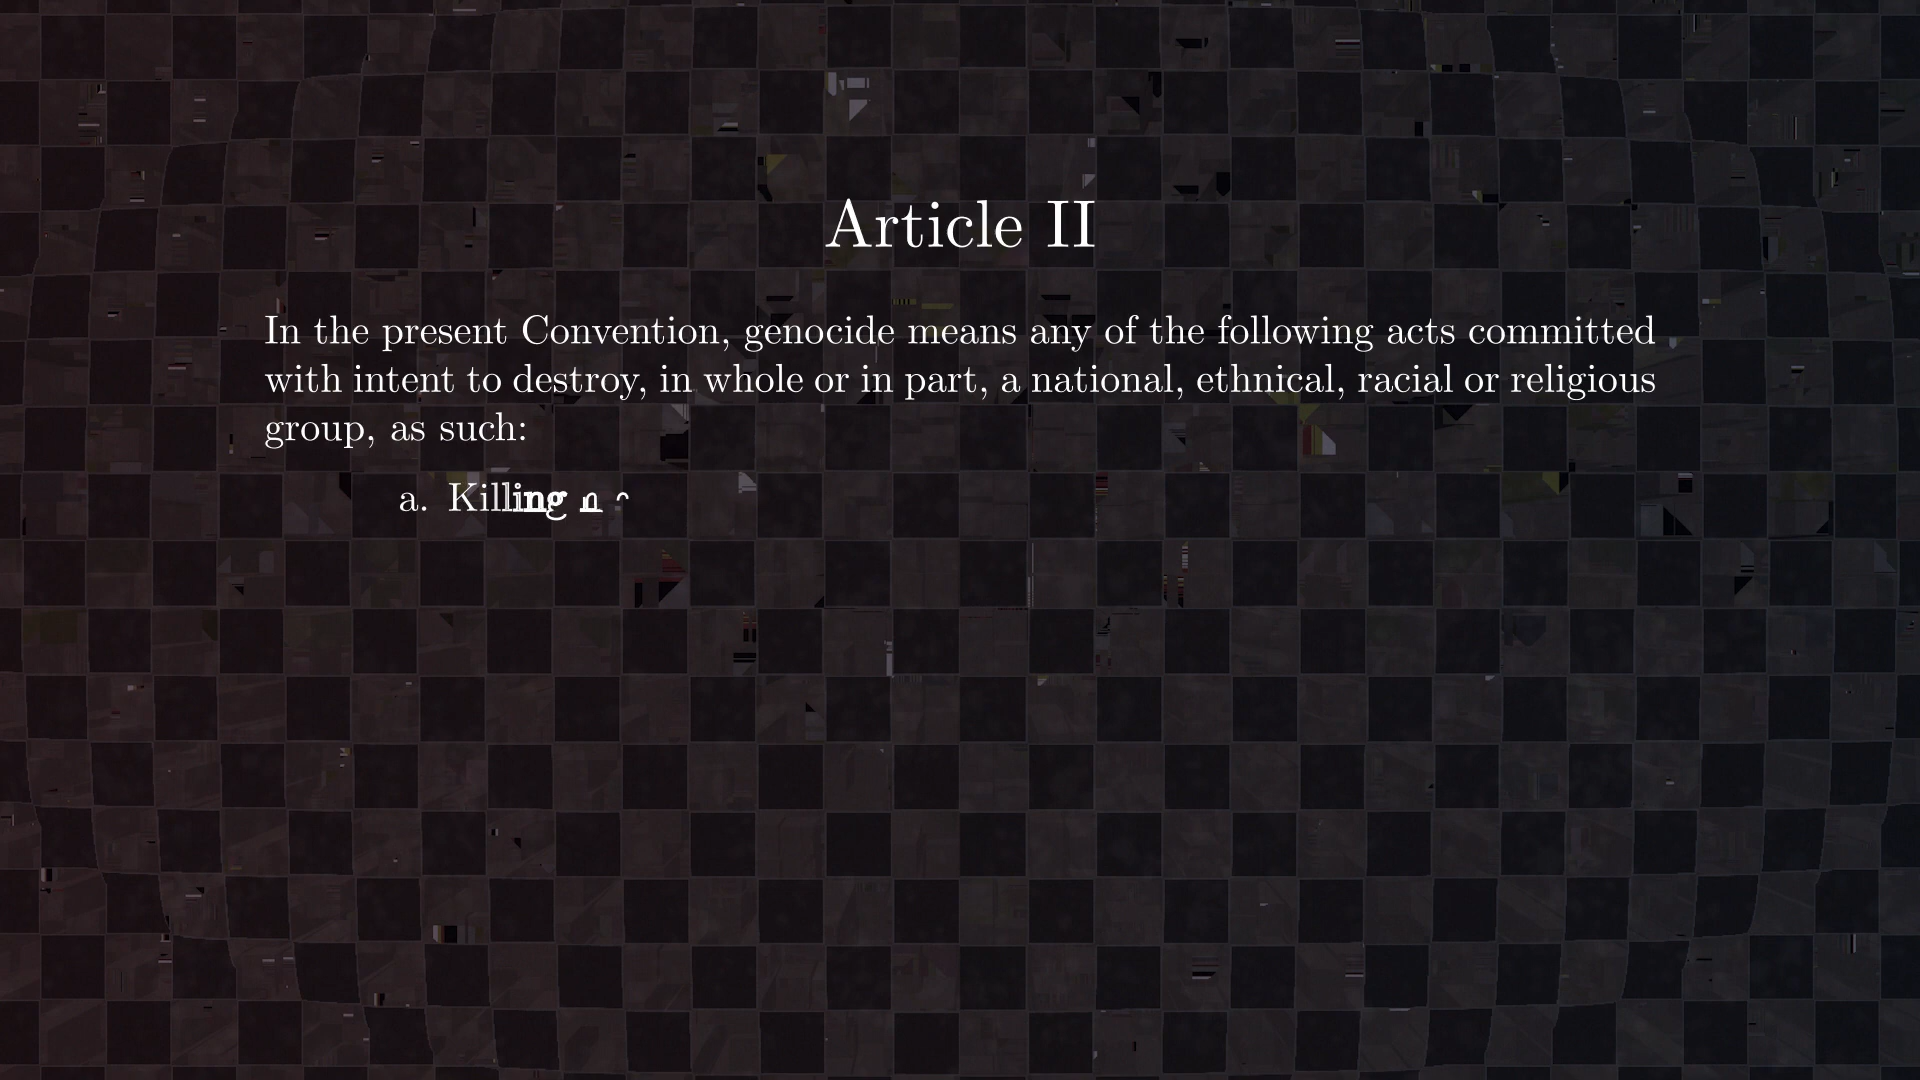 Article II
In the present Convention, genocide means any of the following acts committed
with intent to destroy, in whole or in part, a national, ethnical, racial or religious
group, as such:
a. Killing